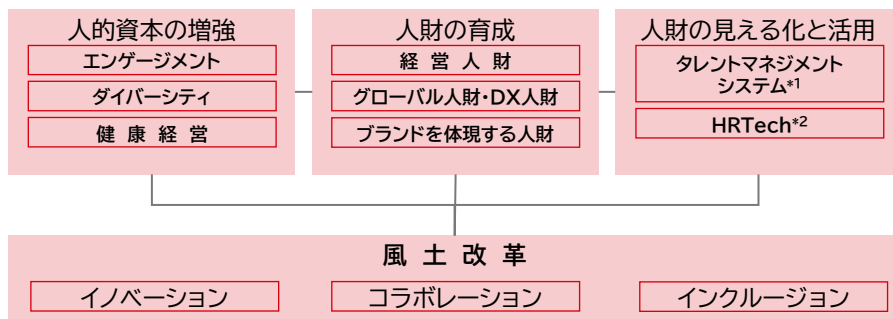 人的資本の増強
エンゲージメント
ダイバーシティ
健康経営
人財の育成
経営人財
グローバル人財・DX人財
ブランドを体現する人財
人財の見える化と活用
タレントマネジメント
システム*1
HRTech*2
風土改革
イノベーション
コラボレーション
インクルージョン